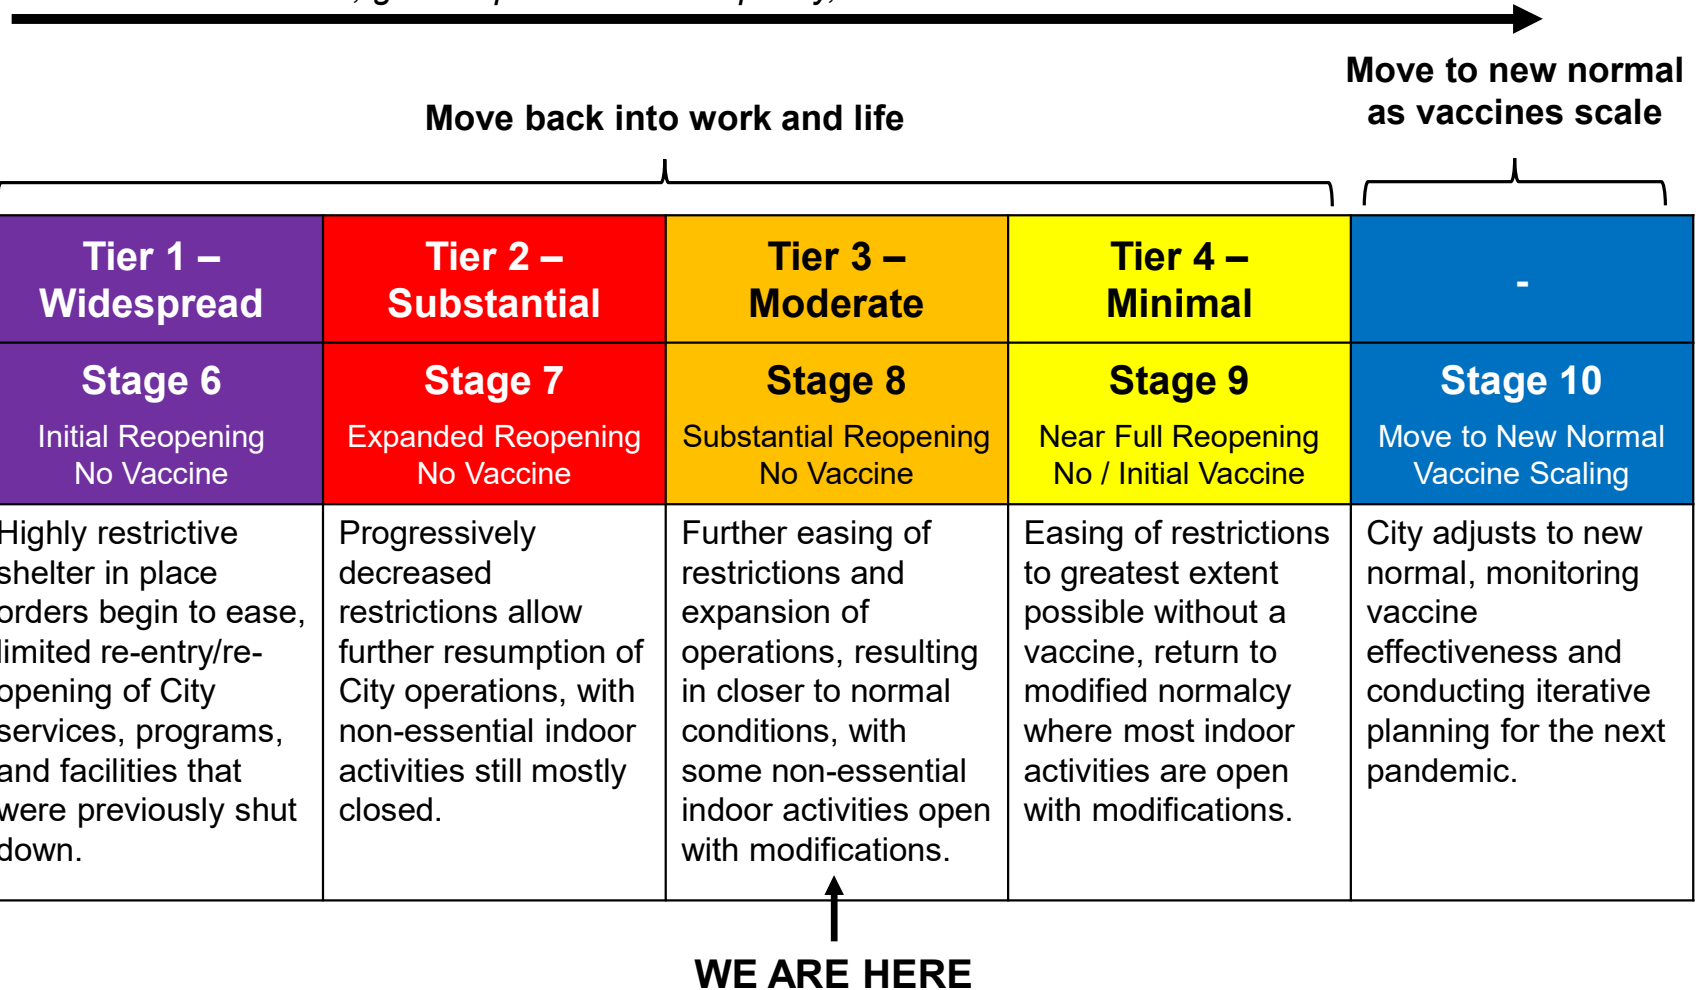 Move to new normal
as vaccines scale
Move back into work and life
Tier 1 –
Widespread
Tier 2 –
Substantial
Tier 3 –
Moderate
Tier 4 –
Minimal
-
Stage 6
Initial Reopening
No Vaccine
Stage 7
Expanded Reopening
No Vaccine
Stage 8
Substantial Reopening
No Vaccine
Stage 9
Near Full Reopening
No / Initial Vaccine
Stage 10
Move to New Normal
Vaccine Scaling
Highly restrictive
shelter in place
orders begin to ease,
limited re-entry/re-
opening of City
services, programs,
and facilities that
were previously shut
down.
Progressively
decreased
restrictions allow
further resumption of
City operations, with
non-essential indoor
activities still mostly
closed.
Further easing of
restrictions and
expansion of
operations, resulting
in closer to normal
conditions, with
some non-essential
indoor activities open
with modifications.
Easing of restrictions
to greatest extent
possible without a
vaccine, return to
modified normalcy
where most indoor
activities are open
with modifications.
City adjusts to new
normal, monitoring
vaccine
effectiveness and
conducting iterative
planning for the next
pandemic.
WE ARE HERE